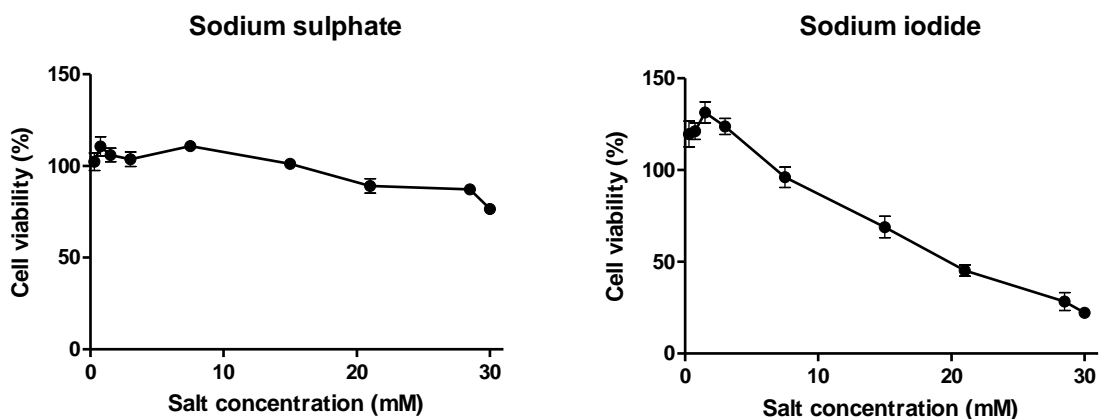 Sodium sulphate
150
100
50
0
Cell viability (%)
0 10 20 30
Salt concentration (mM)
Sodium iodide
150
100
50
0
Cell viability (%)
0 10 20 30
Salt concentration (mM)